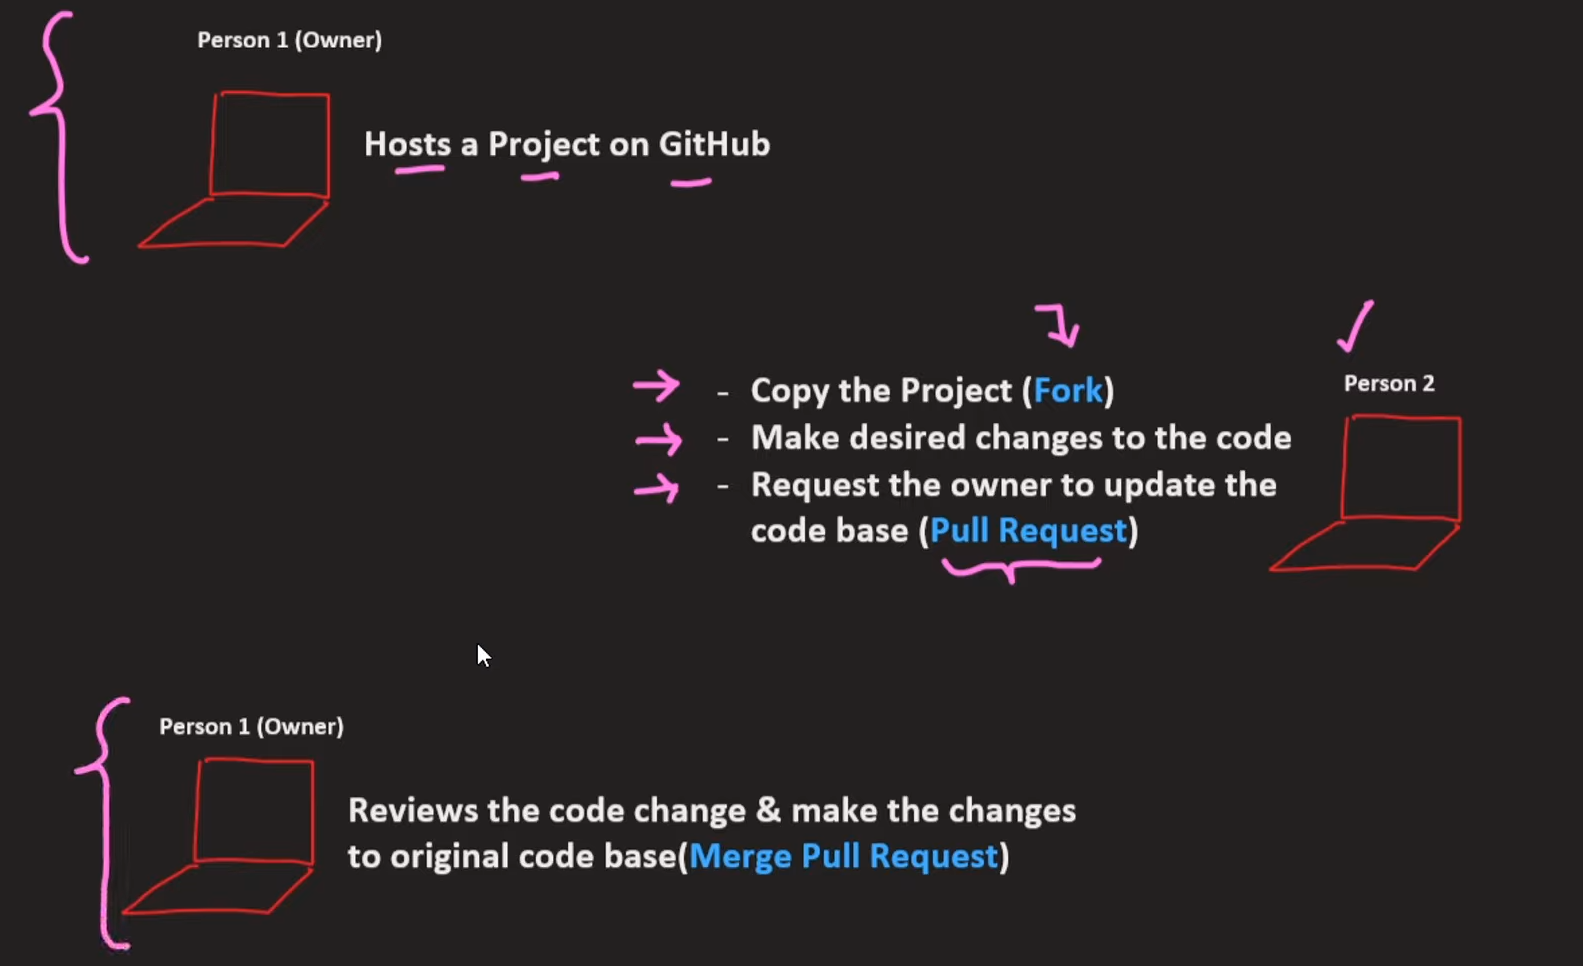 Person 1 (Owner)
Hosts a Project on GitHub
Person 2
- Copy the Project (Fork)
- Make desired changes to the code
- Request the owner to update the
code base (Pull Request)
Person 1 (Owner)
Reviews the code change & make the changes
to original code base(Merge Pull Request)